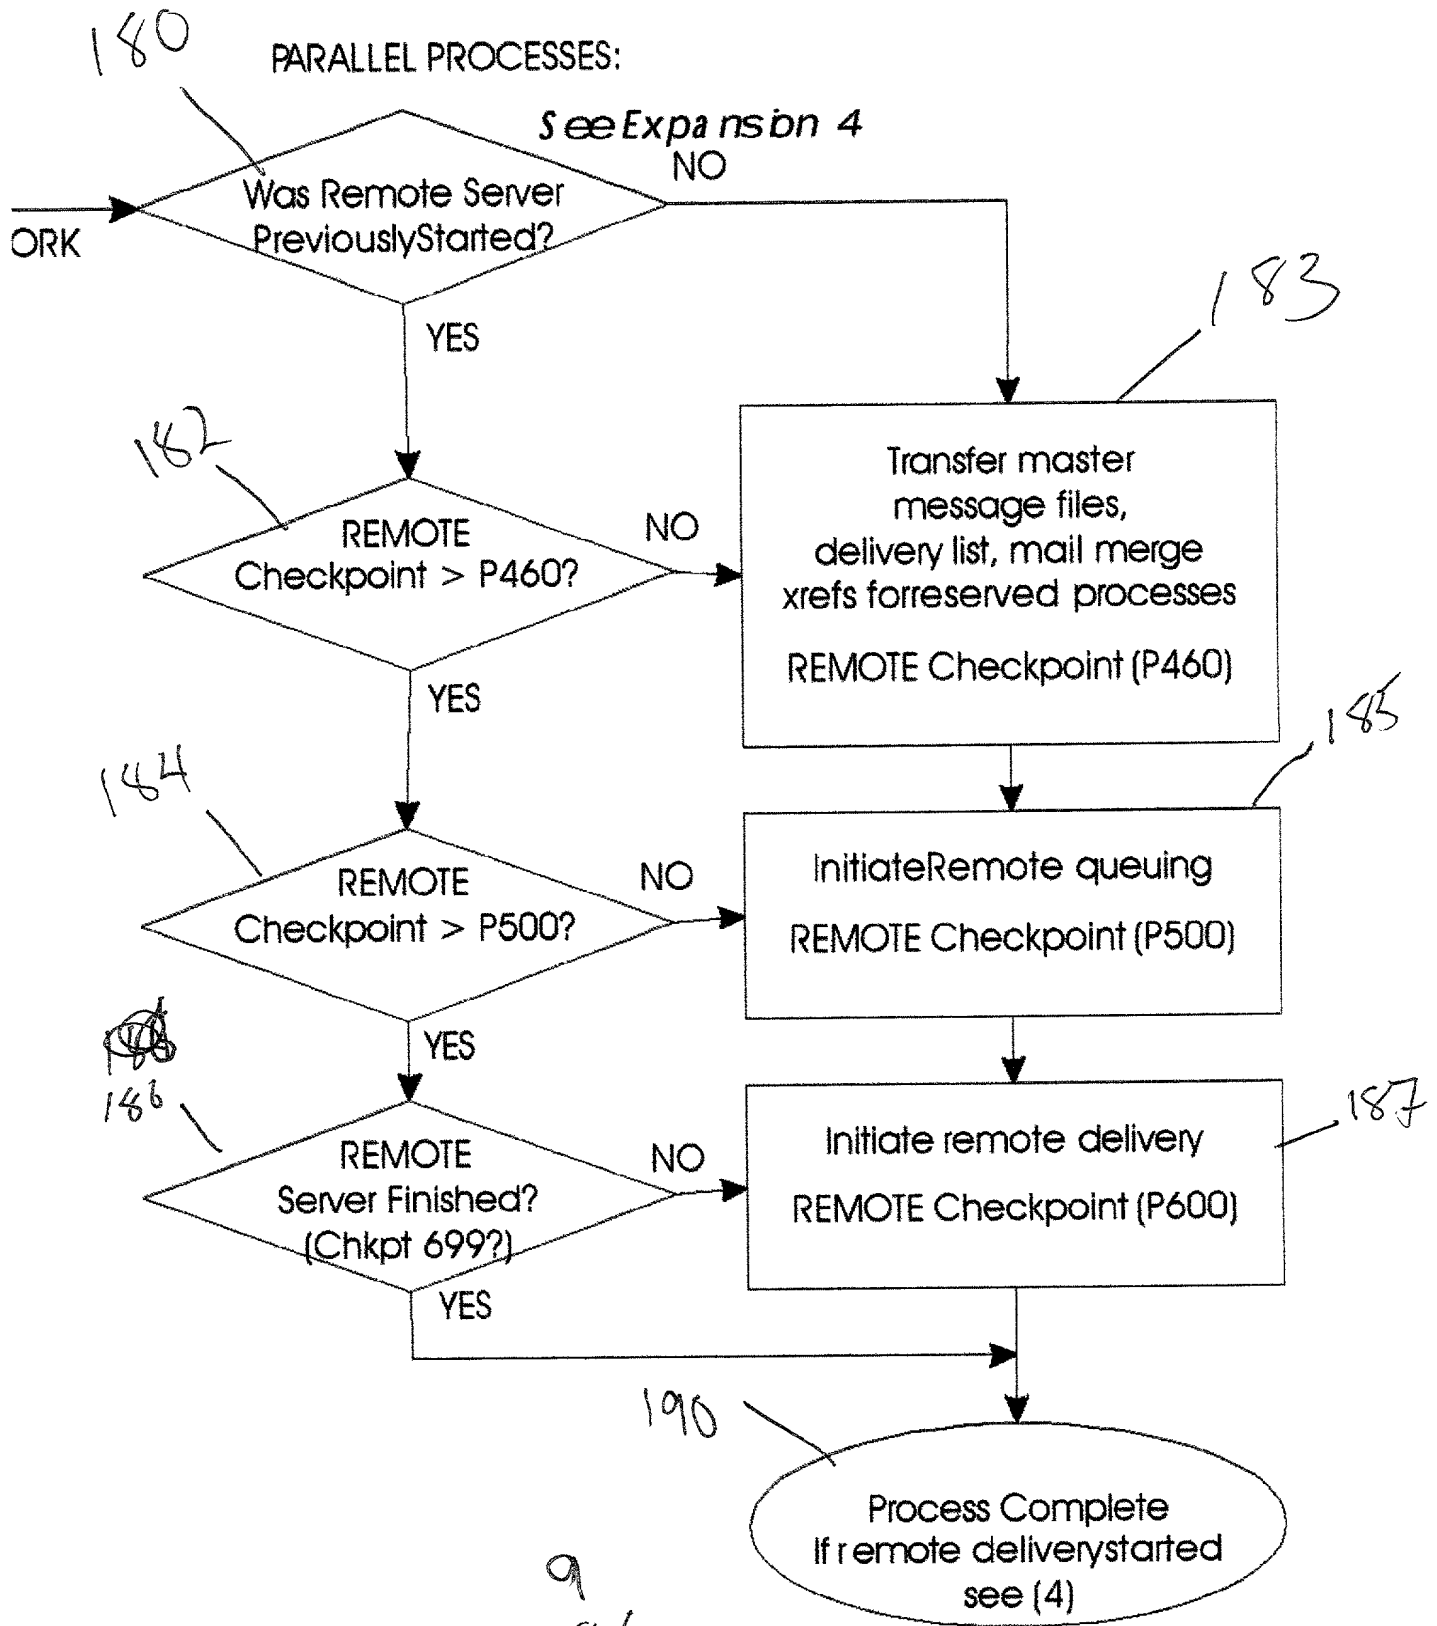 180
PARALLEL PROCESSES:
See Expansion 4
NO
Was Remote Server
PreviouslyStarted?
ORK
YES
183
182
REMOTE
Checkpoint > P460?
NO
Transfer master
message files,
delivery list, mail merge
xrefs forreserved processes
REMOTE Checkpoint (P460)
YES
185
184
REMOTE
Checkpoint > P500?
NO
InitiateRemote queuing
REMOTE Checkpoint (P500)
YES
186
REMOTE
Server Finished?
(Chkpt 699?)
NO
Initiate remote delivery
REMOTE Checkpoint (P600)
187
YES
190
Process Complete
If remote deliverystarted
see (4)
9